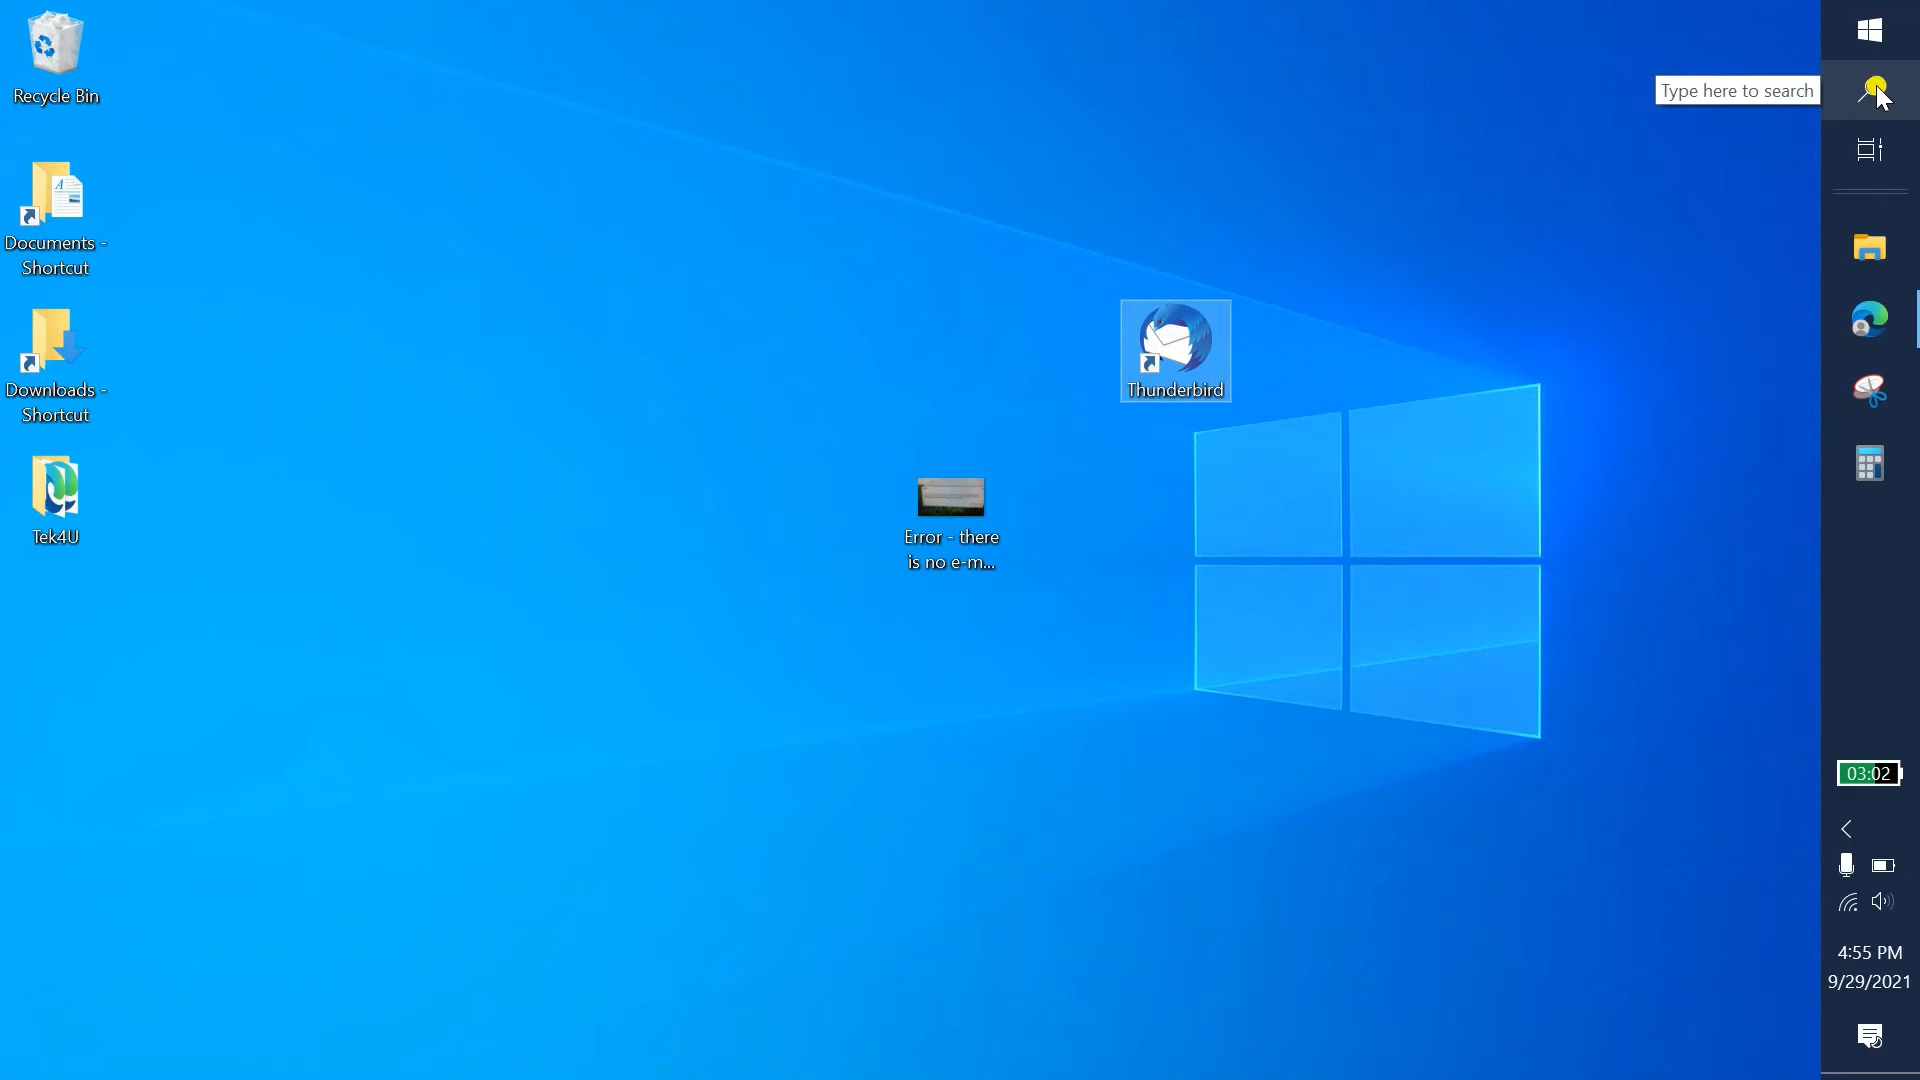 Recycle Bin
Documents -
Shortcut
Downloads -
Shortcut
Tek4U
Thunderbird
Error - there
is no e-m...
Type here to search
03:02
4:55 PM
9/29/2021